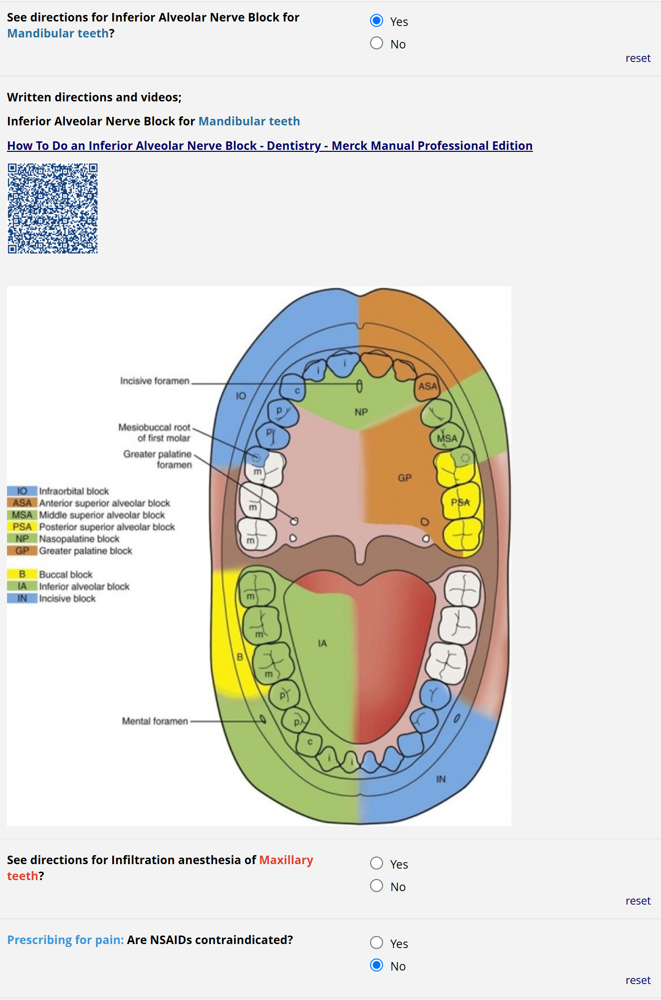 See directions for Inferior Alveolar Nerve Block for
Mandibular teeth?
Yes
No
reset
Written directions and videos;
Inferior Alveolar Nerve Block for Mandibular teeth
How To Do an Inferior Alveolar Nerve Block - Dentistry - Merck Manual Professional Edition
i
i
Incisive foramen
c
ASA
IO
p
NP
Mesiobuccal root
of first molar
p
MSA
Greater palatine
foramen
m
GP
IO Infraorbital block
ASA Anterior superior alveolar block
MSA Middle superior alveolar block
PSA Posterior superior alveolar block
NP Nasopalatine block
GP Greater palatine block
m
PSA
m
B Buccal block
IA Inferior alveolar block
IN Incisive block
m
m
IA
B
m
p
Mental foramen
p
c
i
i
IN
See directions for Infiltration anesthesia of Maxillary
teeth?
Yes
No
reset
Prescribing for pain: Are NSAIDs contraindicated?
Yes
No
reset